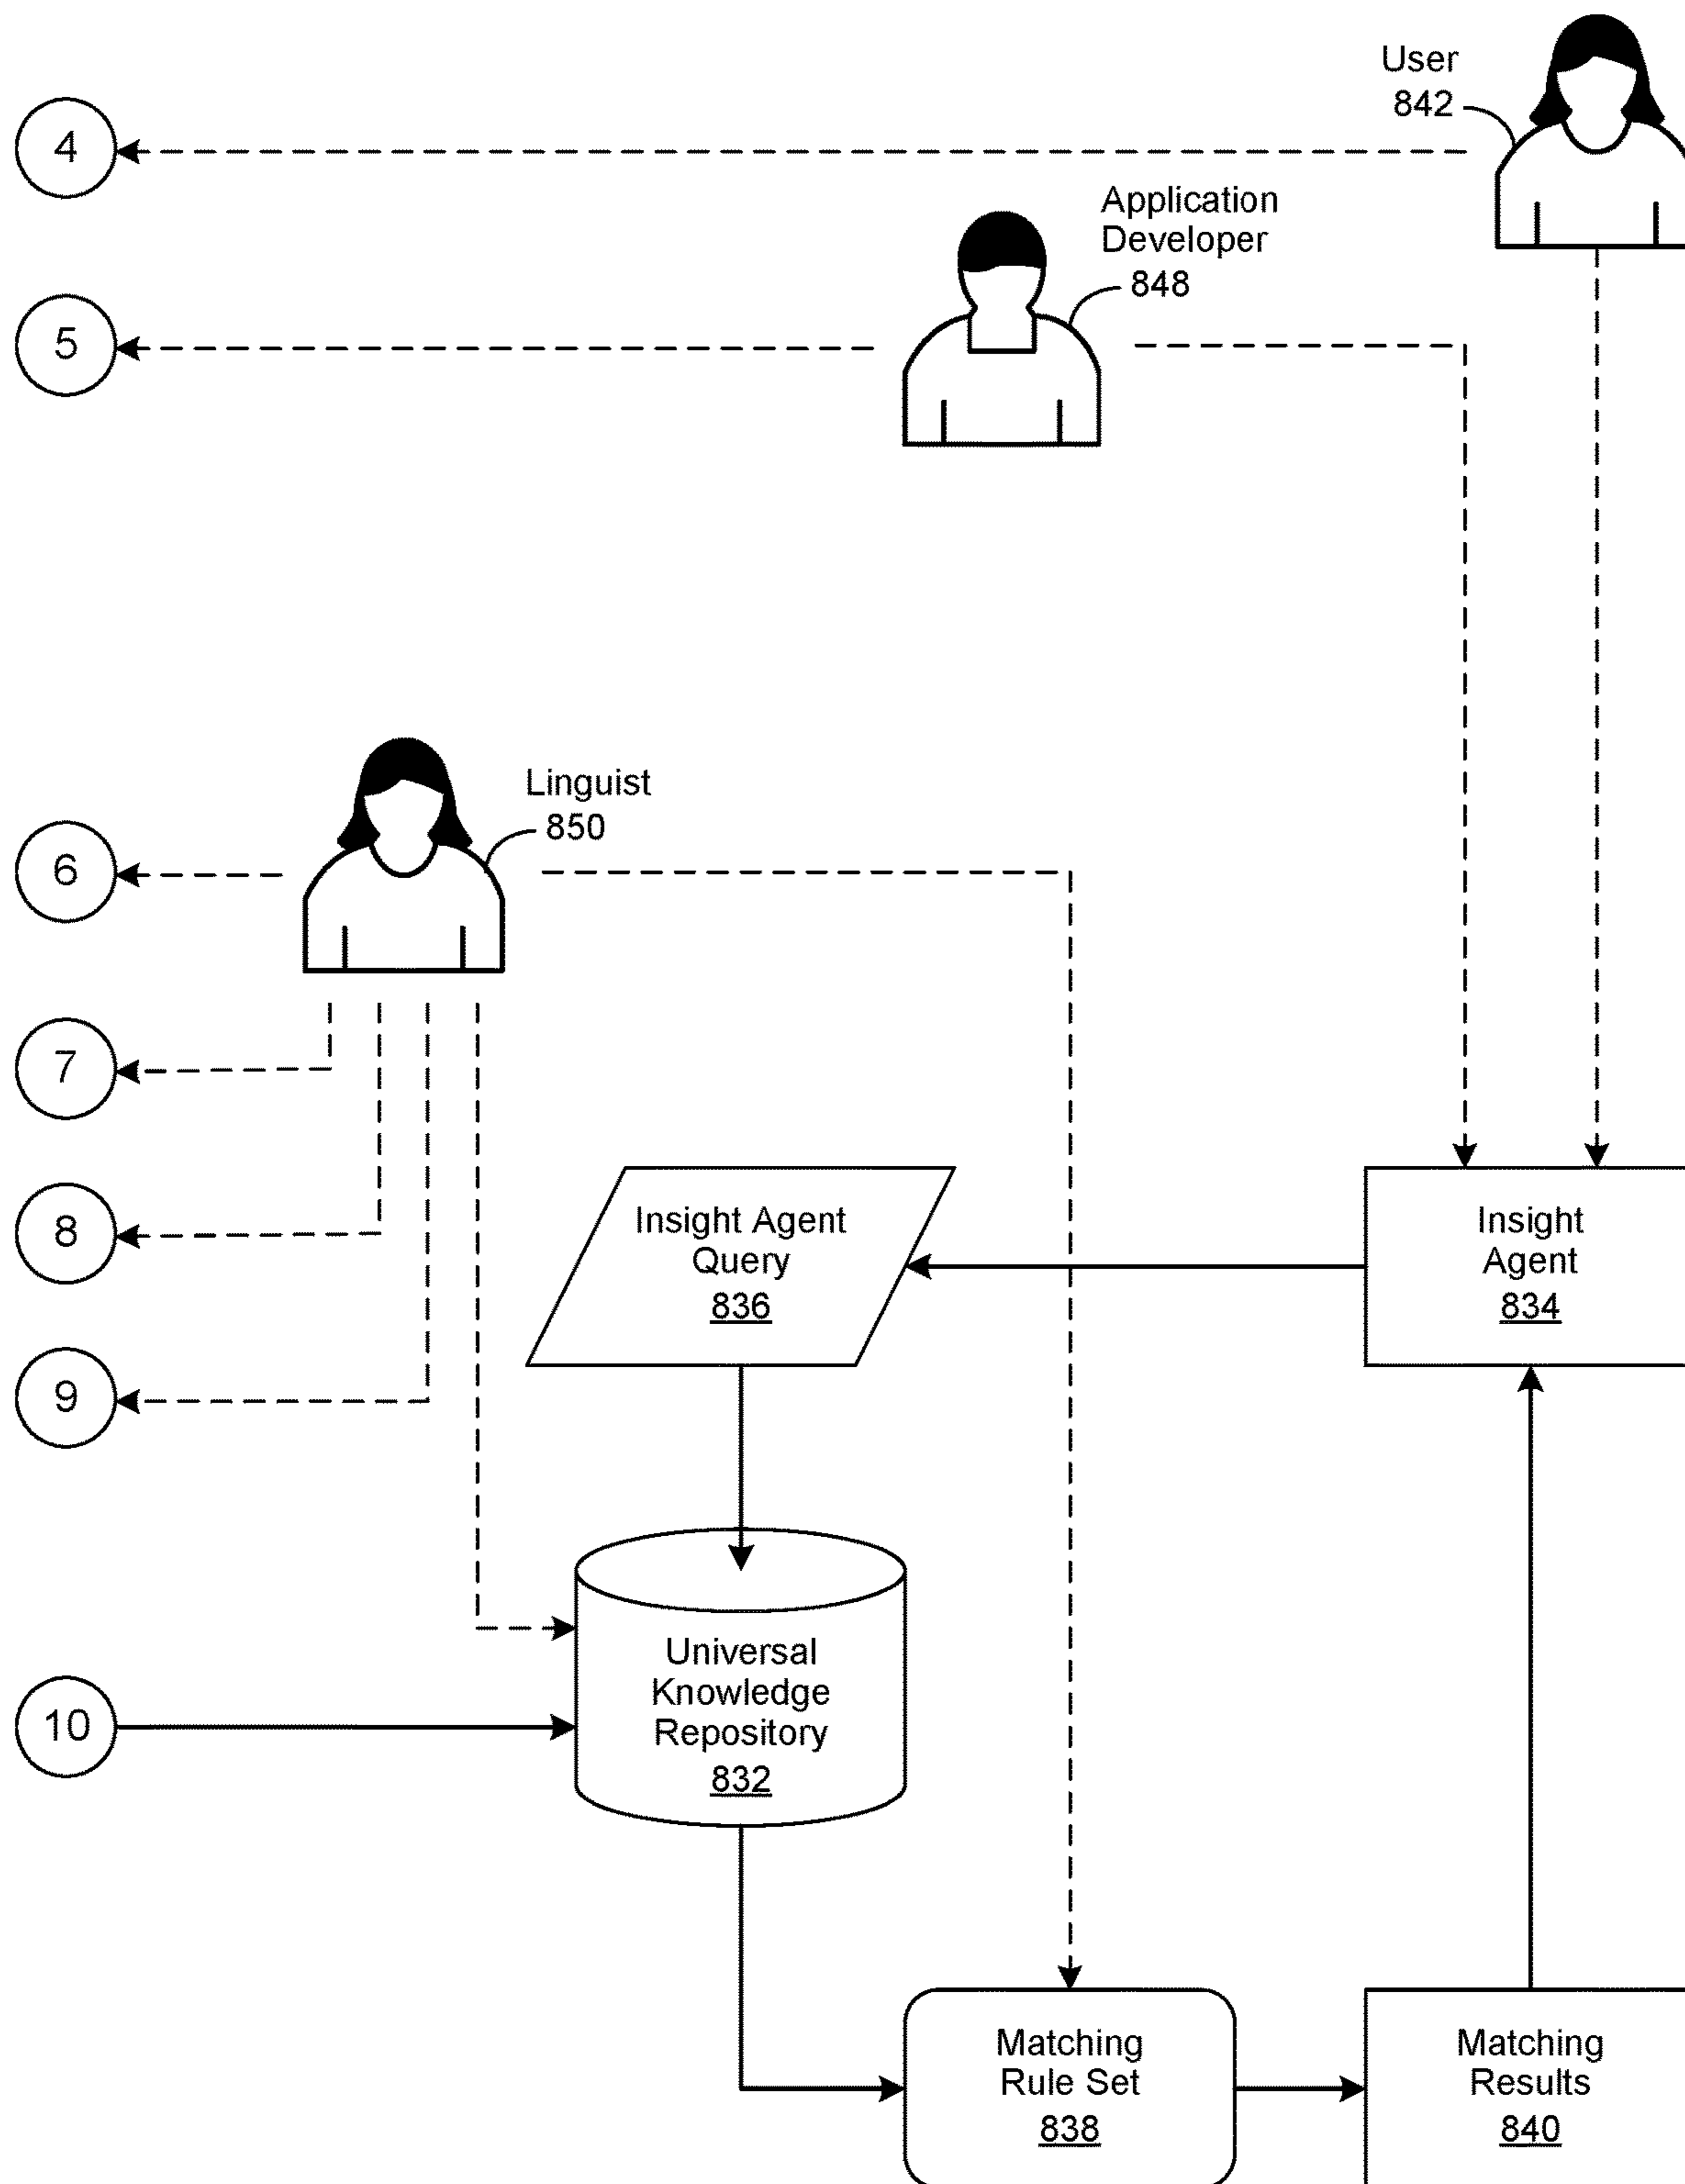 User
842
4
Application
Developer
848
5
Linguist
850
6
7
Insight Agent
Query
836
Insight
Agent
834
8
9
Universal
Knowledge
Repository
832
10
Matching
Rule Set
838
Matching
Results
840